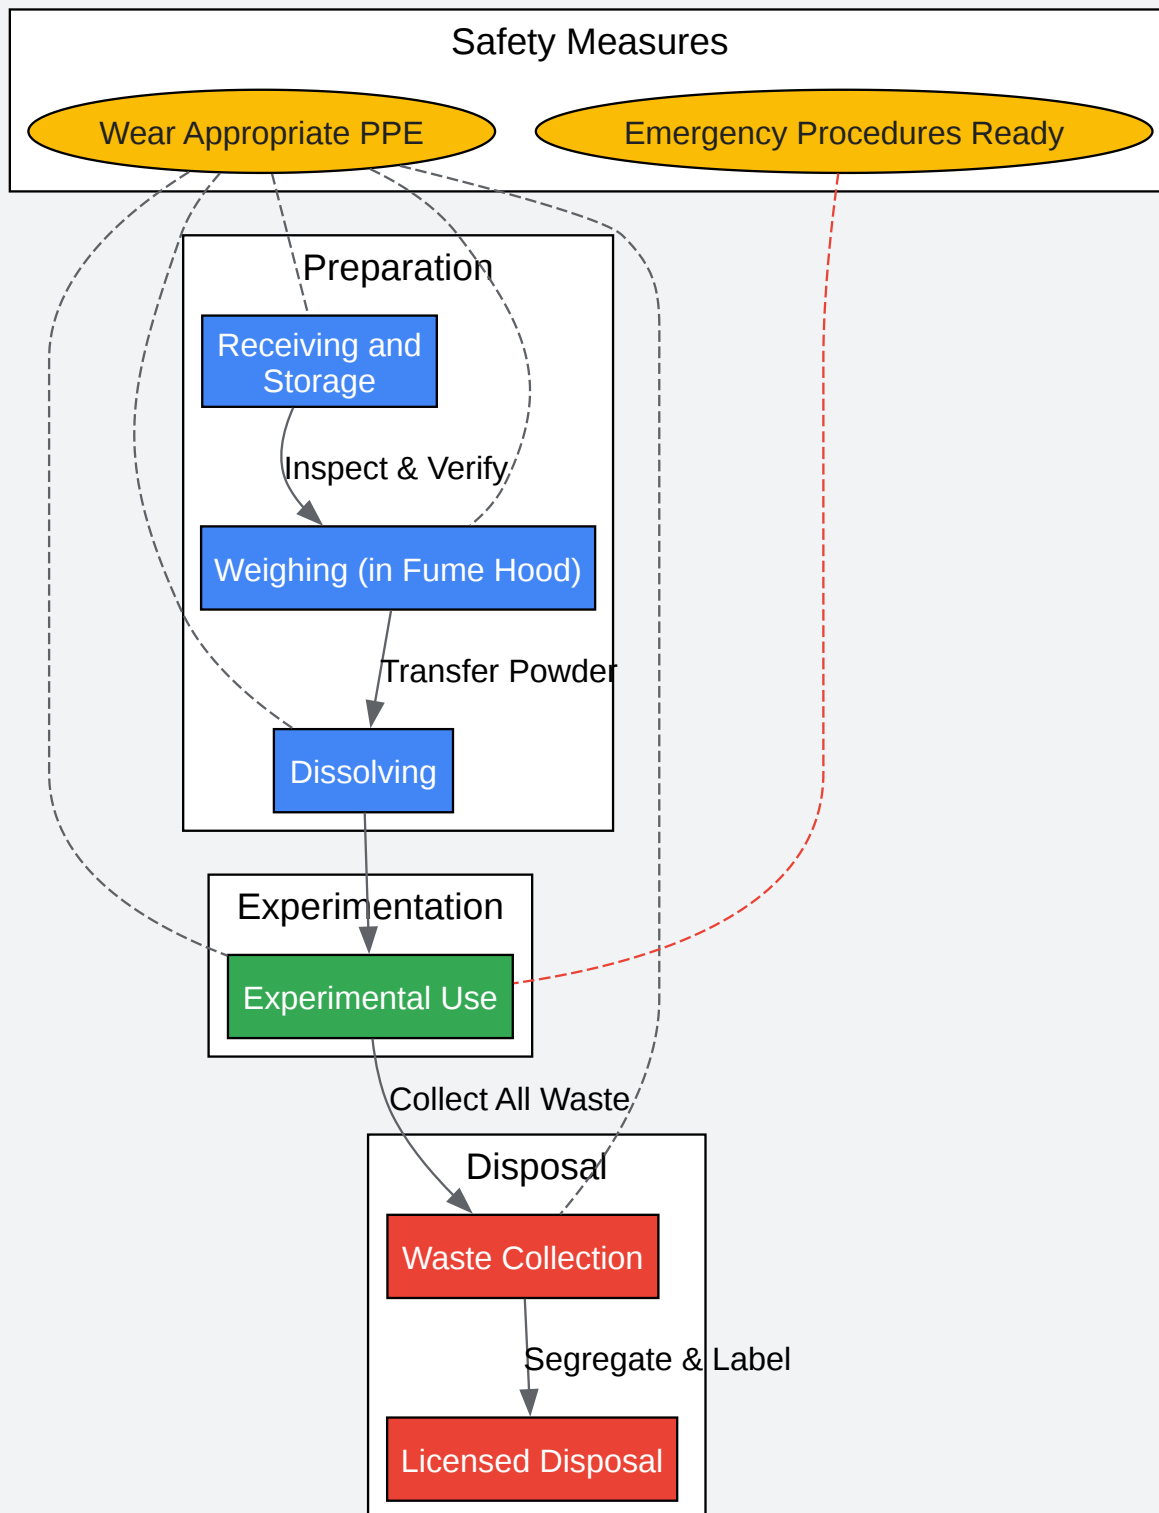 Safety Measures
Wear Appropriate PPE
Emergency Procedures Ready
Preparation
Receiving and
Storage
Inspect & Verify
Weighing (in Fume Hood)
Transfer Powder
Dissolving
Experimentation
Experimental Use
Collect All Waste
Disposal
Waste Collection
Segregate & Label
Licensed Disposal